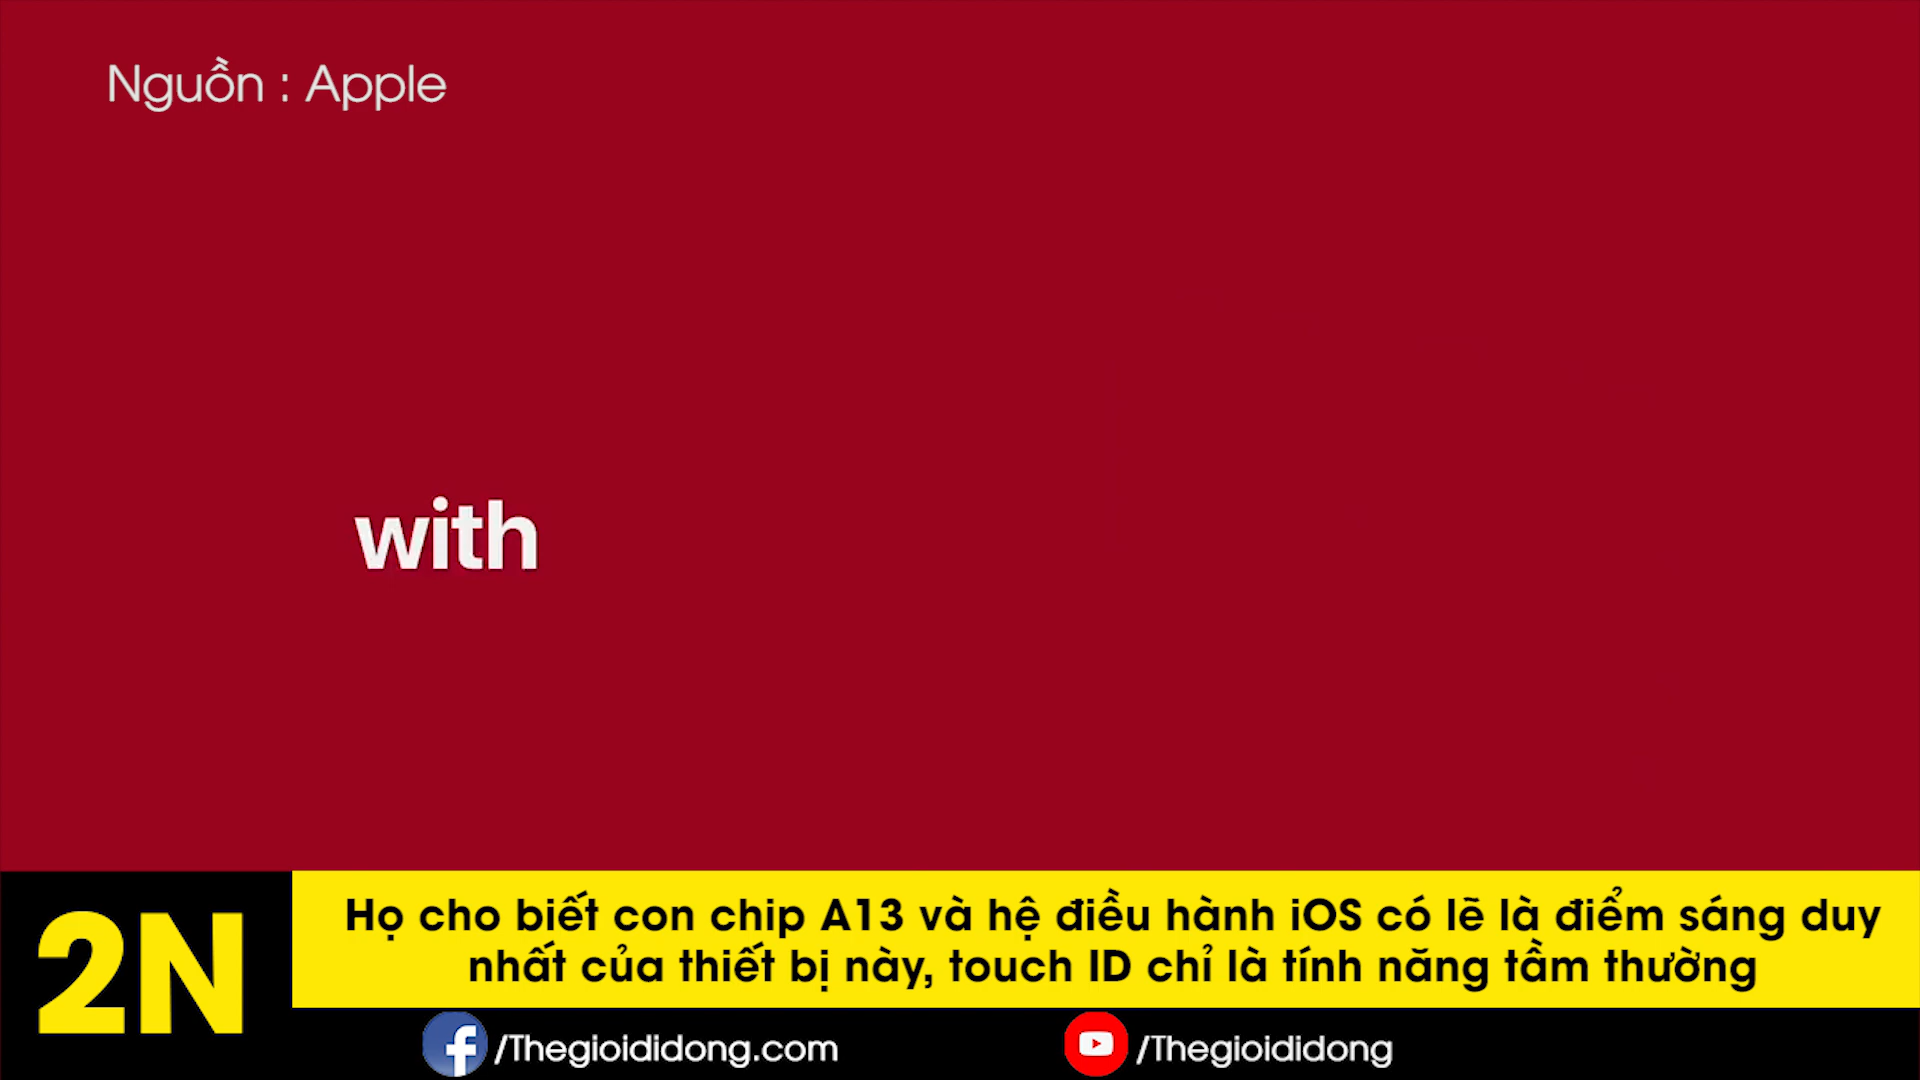 Nguồn : Apple
with
2N
Họ cho biết con chip A13 và hệ điều hành iOS có lẽ là điểm sáng duy
nhất của thiết bị này, touch ID chỉ là tính năng tầm thường
/Thegioididong.com
/Thegioididong